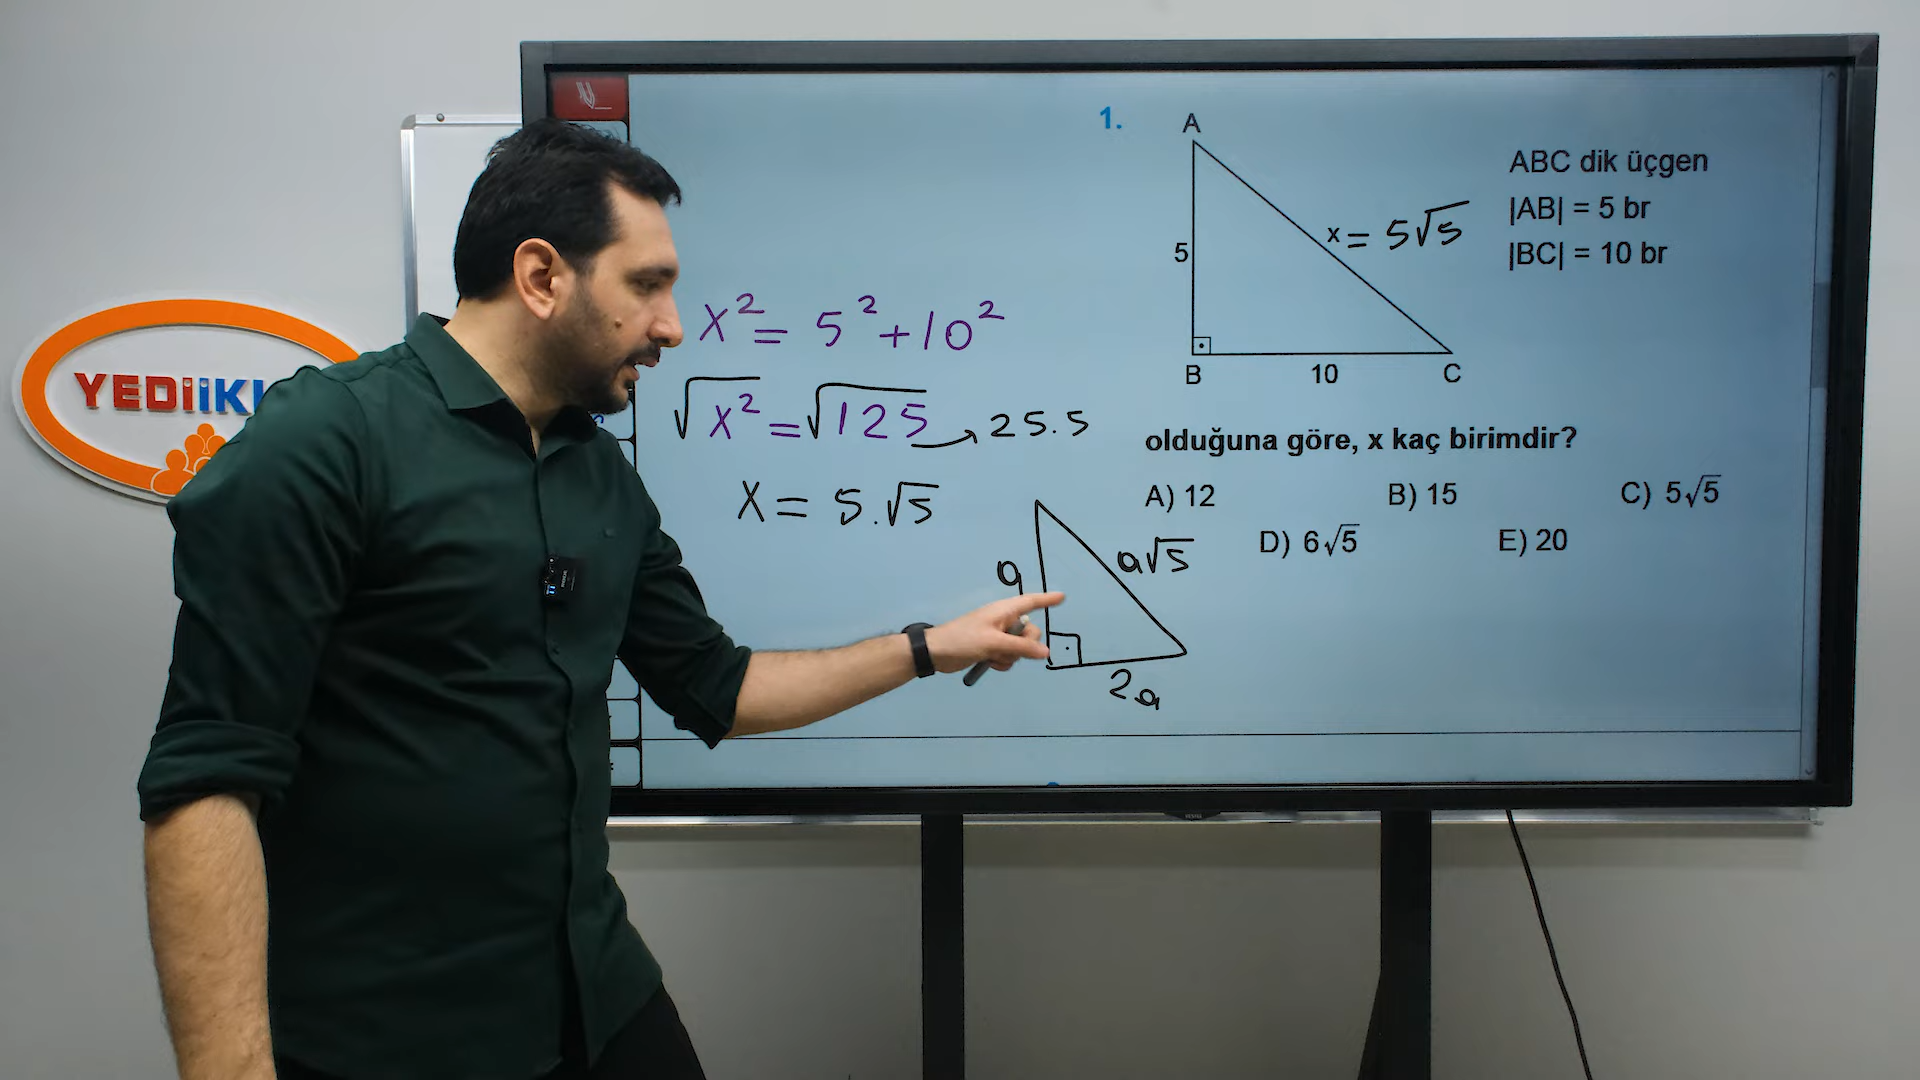 1.
A
ABC dik üçgen
|AB| = 5 br
|BC| = 10 br
x = 5√5
5
B
10
C
x² = 5² + 10²
√x² = √125 → 25.5
x = 5.√5
olduğuna göre, x kaç birimdir?
A) 12
B) 15
C) 5√5
D) 6√5
E) 20
a
a√5
2a